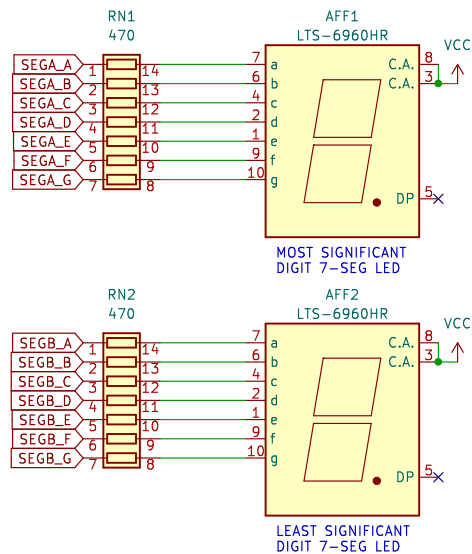 RN1
470
AFF1
LTS-6960HR
VCC
SEGA_A 1 14 7 a C.A. 8
SEGA_B 2 13 6 b C.A. 3
SEGA_C 3 12 4 c
SEGA_D 4 11 2 d
SEGA_E 5 10 1 e
SEGA_F 6 9 9 f
SEGA_G 7 8 10 g
DP 5
MOST SIGNIFICANT
DIGIT 7-SEG LED
RN2
470
AFF2
LTS-6960HR
VCC
SEGB_A 1 14 7 a C.A. 8
SEGB_B 2 13 6 b C.A. 3
SEGB_C 3 12 4 c
SEGB_D 4 11 2 d
SEGB_E 5 10 1 e
SEGB_F 6 9 9 f
SEGB_G 7 8 10 g
DP 5
LEAST SIGNIFICANT
DIGIT 7-SEG LED